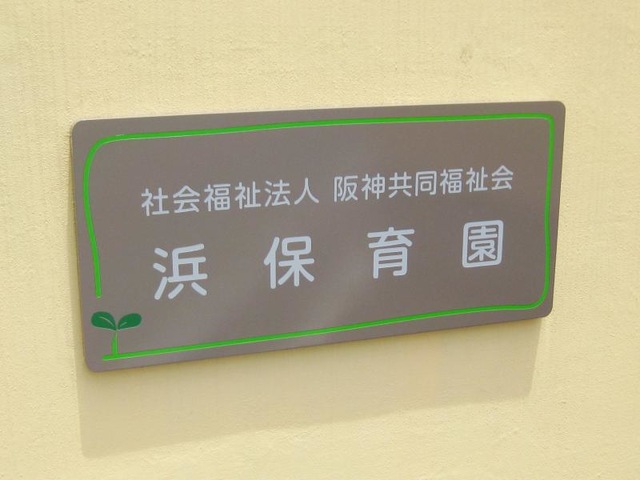 社会福祉法人 阪神共同福祉会
浜保育園